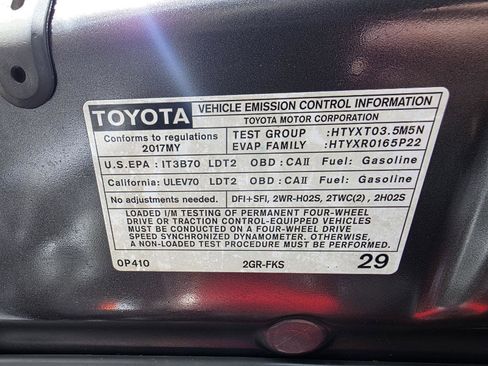 TOYOTA
VEHICLE EMISSION CONTROL INFORMATION
TOYOTA MOTOR CORPORATION
Conforms to regulations:
2017MY
TEST GROUP :HTYXT03.5M5N
EVAP FAMILY :HTYXR0165P22
U.S.EPA : IT3B70 LDT2 OBD : CAII Fuel: Gasoline
California: ULEV70 LDT2 OBD : CAII Fuel: Gasoline
No adjustments needed. DFI+SFI, 2WR-HO2S, 2TWC(2), 2HO2S
LOADED I/M TESTING OF PERMANENT FOUR-WHEEL
DRIVE OR TRACTION CONTROL-EQUIPPED VEHICLES
MUST BE CONDUCTED ON A FOUR-WHEEL DRIVE
SPEED SYNCHRONIZED DYNAMOMETER. OTHERWISE,
A NON-LOADED TEST PROCEDURE MUST BE PERFORMED.
0P410 2GR-FKS 29